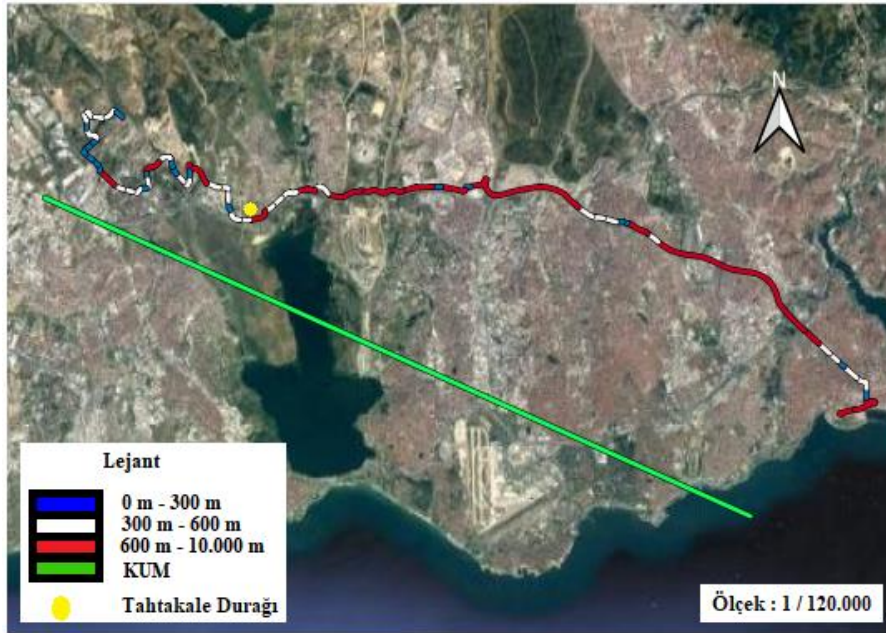 N
Lejant
0 m - 300 m
300 m - 600 m
600 m - 10.000 m
KUM
Tahtakale Durağı
Ölçek : 1 / 120.000